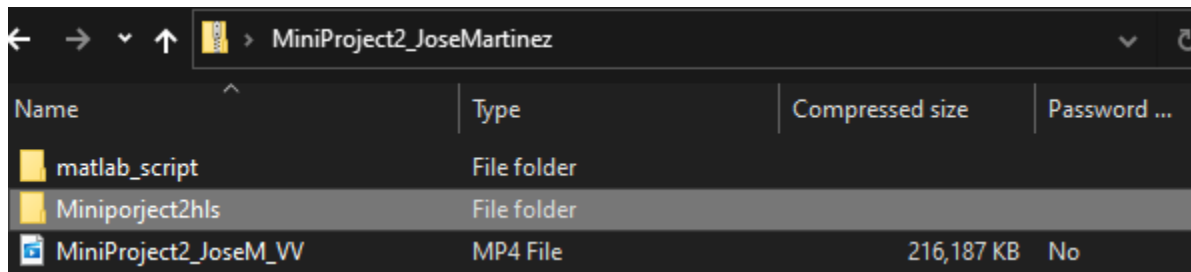 MiniProject2_JoseMartinez
Name Type Compressed size Password ...
matlab_script File folder
Miniporject2hls File folder
MiniProject2_JoseM_VV MP4 File 216,187 KB No